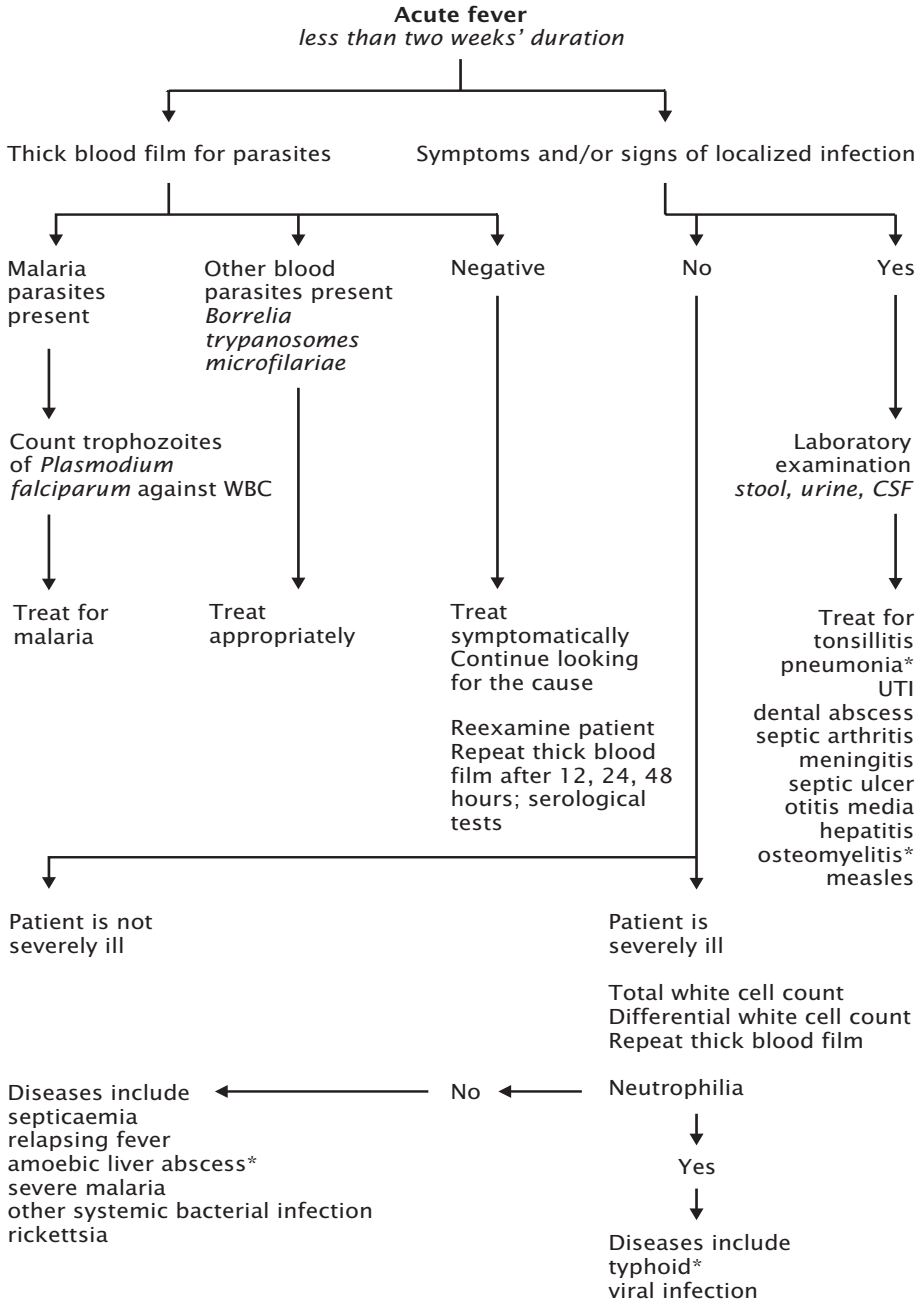 Acute fever
less than two weeks’ duration
Thick blood film for parasites
Symptoms and/or signs of localized infection
Malaria
parasites
present
Other blood
parasites present
Borrelia
trypanosomes
microfilariae
Negative
No
Yes
Count trophozoites
of Plasmodium
falciparum against WBC
Laboratory
examination
stool, urine, CSF
Treat for
malaria
Treat
appropriately
Treat
symptomatically
Continue looking
for the cause
Reexamine patient
Repeat thick blood
film after 12, 24, 48
hours; serological
tests
Treat for
tonsillitis
pneumonia*
UTI
dental abscess
septic arthritis
meningitis
septic ulcer
otitis media
hepatitis
osteomyelitis*
measles
Patient is not
severely ill
Patient is
severely ill
Total white cell count
Differential white cell count
Repeat thick blood film
Neutrophilia
No
Diseases include
septicaemia
relapsing fever
amoebic liver abscess*
severe malaria
other systemic bacterial infection
rickettsia
Yes
Diseases include
typhoid*
viral infection